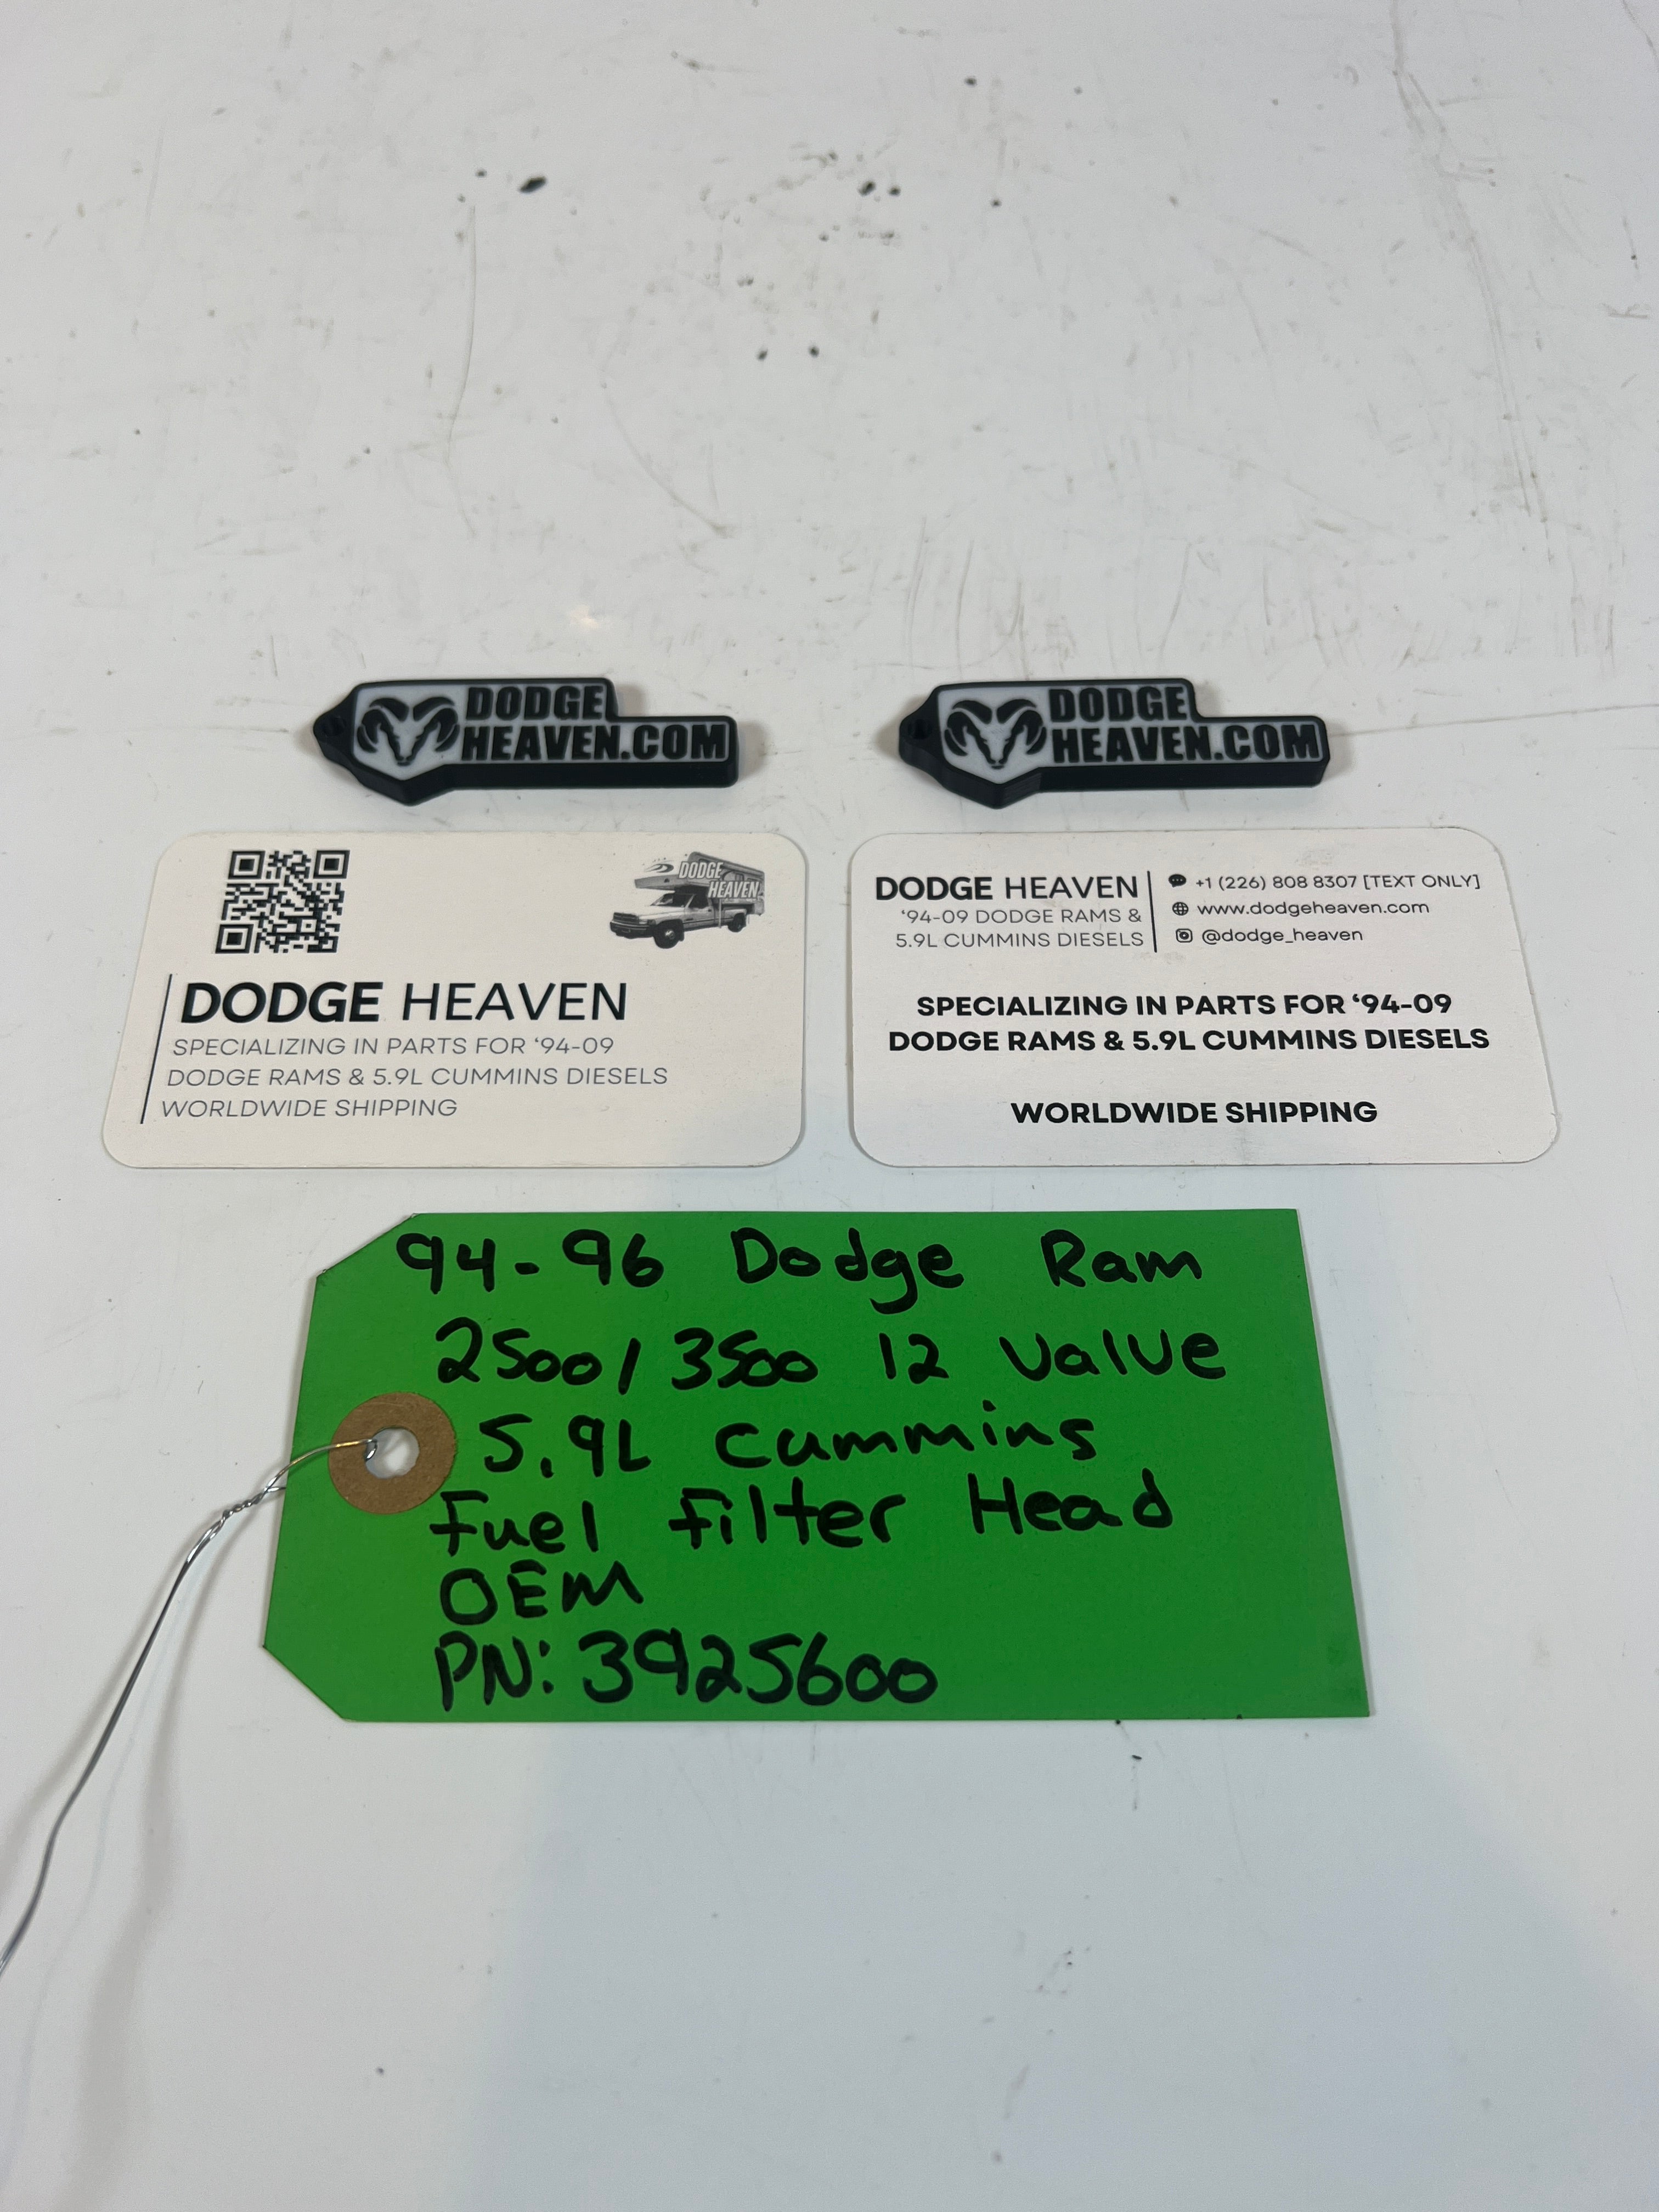 DODGE
HEAVEN.COM
DODGE
HEAVEN.COM
DODGE
HEAVEN
DODGE HEAVEN
SPECIALIZING IN PARTS FOR ‘94-09
DODGE RAMS & 5.9L CUMMINS DIESELS
WORLDWIDE SHIPPING
DODGE HEAVEN
‘94-09 DODGE RAMS &
5.9L CUMMINS DIESELS
+1 (226) 808 8307 [TEXT ONLY]
www.dodgeheaven.com
@dodge_heaven
SPECIALIZING IN PARTS FOR ‘94-09
DODGE RAMS & 5.9L CUMMINS DIESELS
WORLDWIDE SHIPPING
94-96 Dodge Ram
2500/3500 12 Valve
5.9L Cummins
Fuel Filter Head
OEM
PN: 3925600